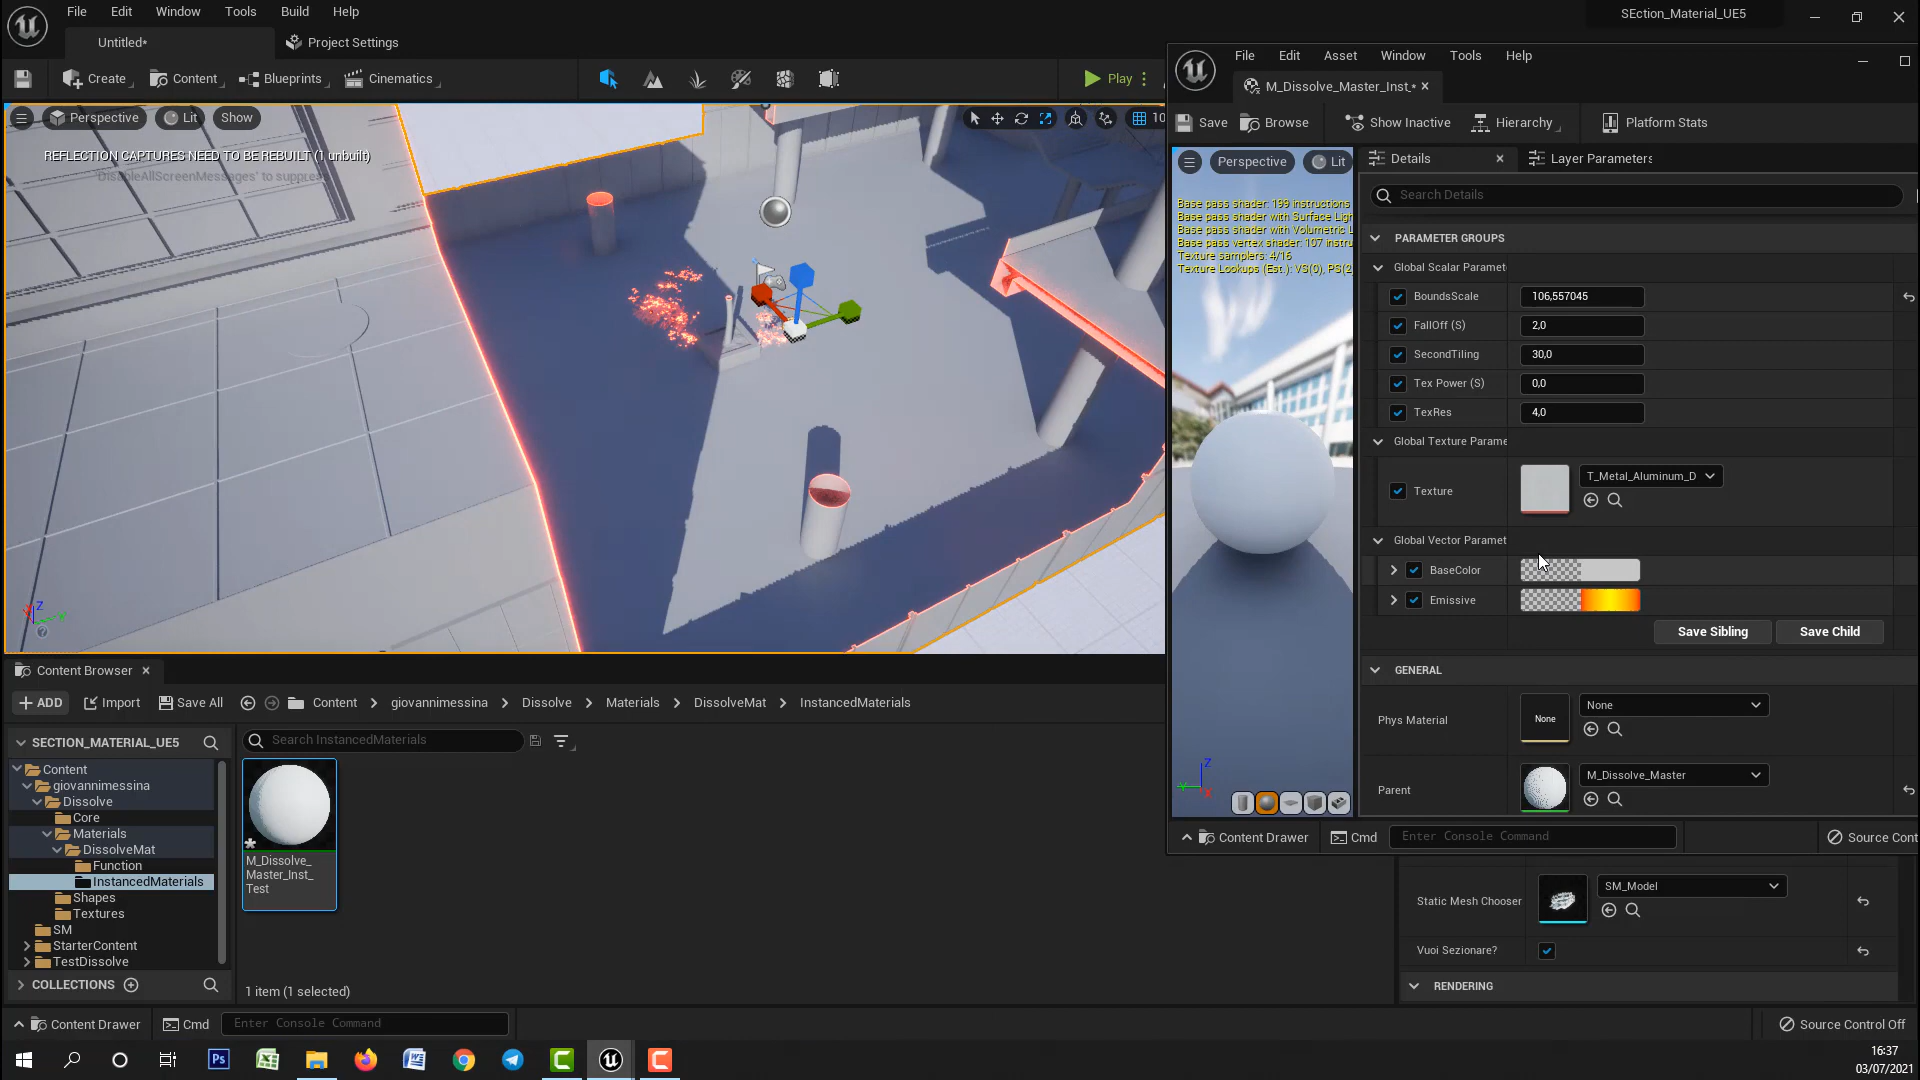 File Edit Window Tools Build Help
SEction_Material_UE5
Untitled*
Project Settings
Create Content Blueprints Cinematics
Play
Perspective Lit Show
REFLECTION CAPTURES NEED TO BE REBUILT (1 unbuilt)
'DisableAllScreenMessages' to suppress
10
File Edit Asset Window Tools Help
M_Dissolve_Master_Inst.*
Save Browse Show Inactive Hierarchy Platform Stats
Perspective Lit
Base pass shader: 199 instructions
Base pass shader with Surface Ligh
Base pass shader with Volumetric L
Base pass vertex shader: 107 instru
Texture samplers: 4/16
Texture Lookups (Est.): VS(0), PS(2
Details
Layer Parameters
Search Details
PARAMETER GROUPS
Global Scalar Paramet
BoundsScale 106,557045
FallOff (S) 2,0
SecondTiling 30,0
Tex Power (S) 0,0
TexRes 4,0
Global Texture Parame
Texture T_Metal_Aluminum_D
Global Vector Paramet
BaseColor
Emissive
Save Sibling Save Child
GENERAL
Phys Material None None
Parent M_Dissolve_Master
Content Drawer Cmd Enter Console Command Source Cont
Static Mesh Chooser SM_Model
Vuoi Sezionare?
RENDERING
Content Browser
ADD Import Save All Content giovannimessina Dissolve Materials DissolveMat InstancedMaterials
SECTION_MATERIAL_UE5
Search InstancedMaterials
Content
giovannimessina
Dissolve
Core
Materials
DissolveMat
Function
InstancedMaterials
Shapes
Textures
SM
StarterContent
TestDissolve
COLLECTIONS
M_Dissolve_
Master_Inst_
Test
1 item (1 selected)
Content Drawer Cmd Enter Console Command Source Control Off
16:37
03/07/2021